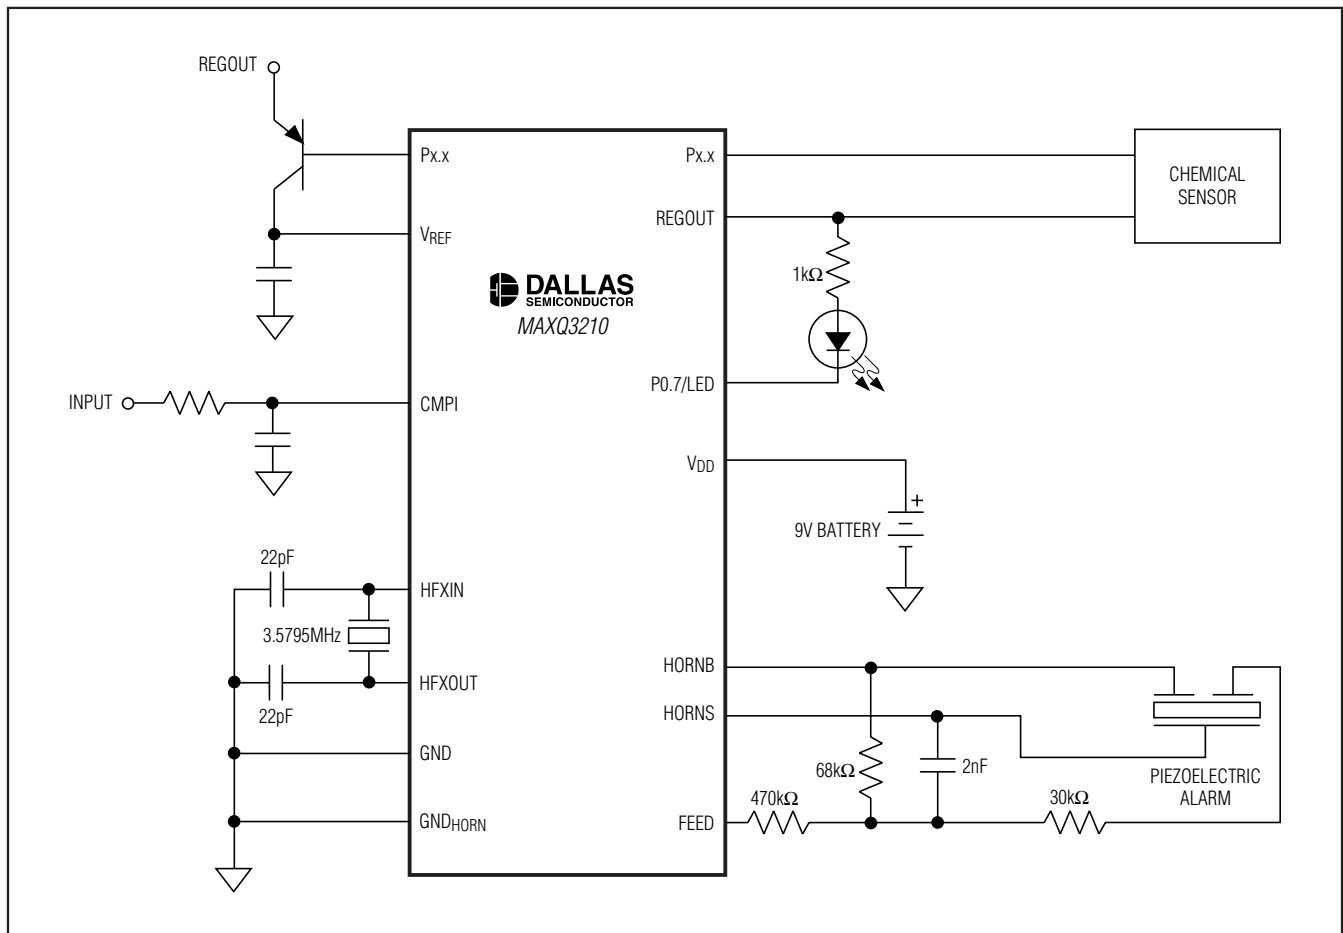 REGOUT
Px.x
VREF
DALLAS
SEMICONDUCTOR
MAXQ3210
INPUT
CMPI
22pF
HFXIN
3.5795MHz
HFXOUT
22pF
GND
GNDHORN
Px.x
CHEMICAL
SENSOR
REGOUT
1kΩ
P0.7/LED
VDD
+
9V BATTERY
HORNB
HORNS
68kΩ
2nF
PIEZOELECTRIC
ALARM
470kΩ
30kΩ
FEED